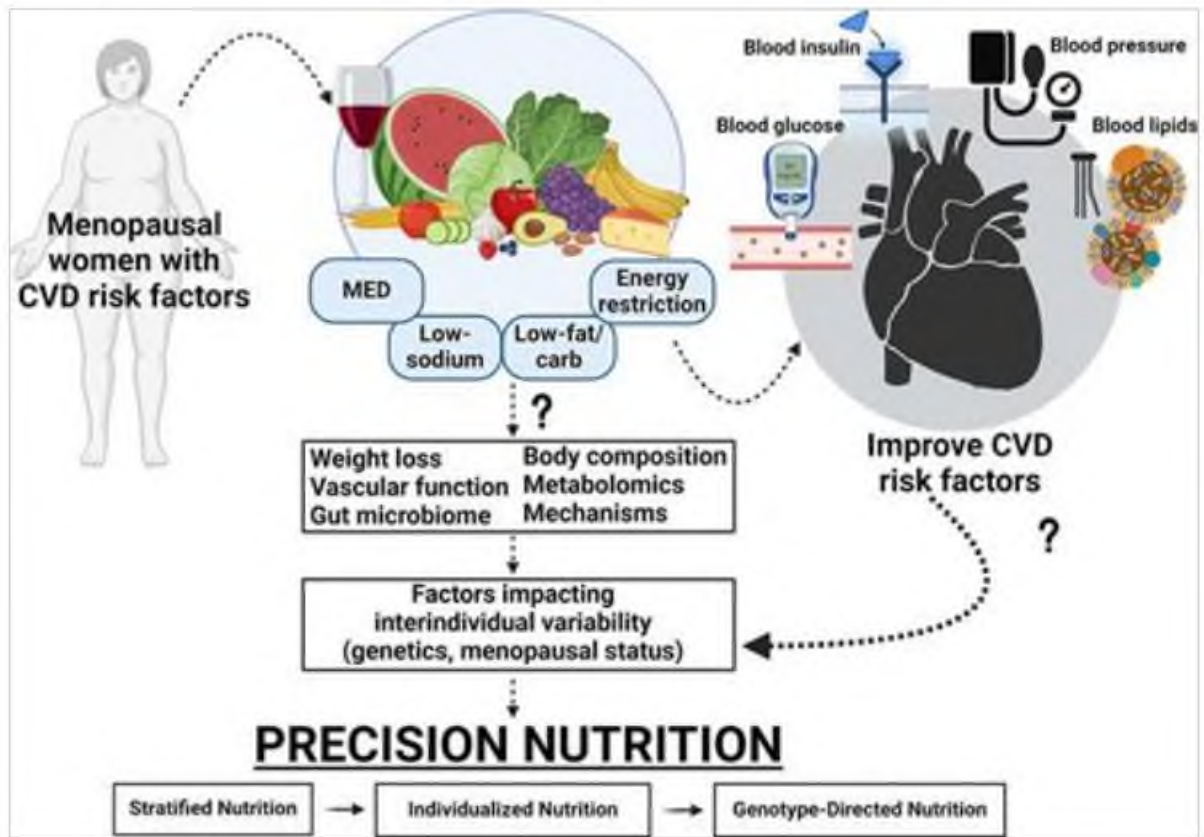 Menopausal
women with
CVD risk factors
MED
Low-
sodium
Low-fat/
carb
Energy
restriction
Blood insulin
Blood pressure
Blood glucose
Blood lipids
Improve CVD
risk factors
?
?
Weight loss
Vascular function
Gut microbiome
Body composition
Metabolomics
Mechanisms
Factors impacting
interindividual variability
(genetics, menopausal status)
PRECISION NUTRITION
Stratified Nutrition
Individualized Nutrition
Genotype-Directed Nutrition